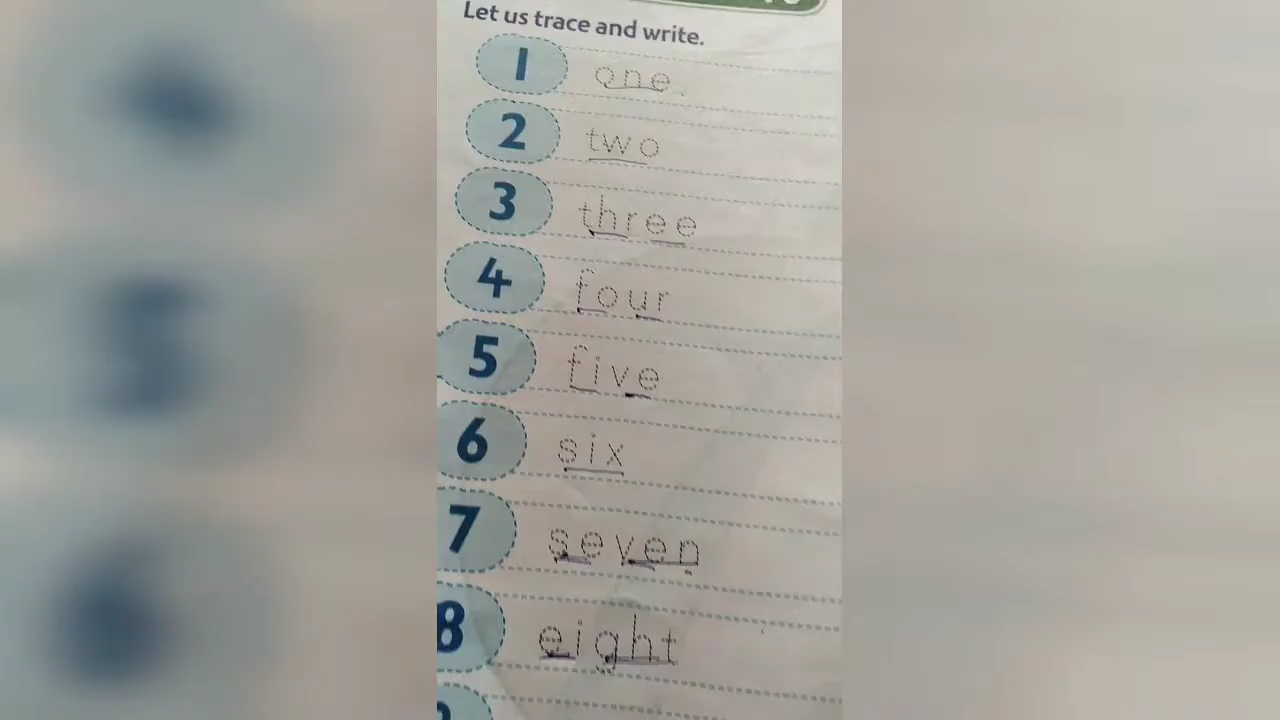 Let us trace and write.
1 one
2 two
3 three
4 four
5 five
6 six
7 seven
8 eight